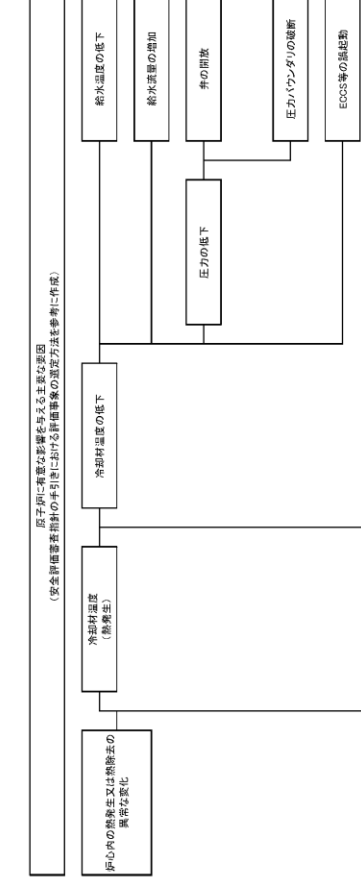 原子炉に有意な影響を与える主要な要因
(安全評価審査指針の手引きにおける評価事象の選定方法を参考に作成)
炉心内の熱発生又は熱除去の
異常な変化
冷却材温度
(熱発生)
冷却材温度の低下
給水温度の低下
給水流量の増加
圧力の低下
弁の開放
圧力バウンダリの破断
ECCS等の誤起動